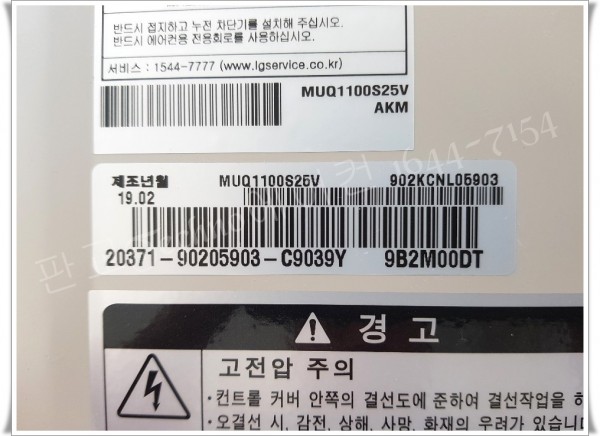 반드시 접지하고 누전 차단기를 설치해 주십시오.
반드시 에어컨용 전용회로를 사용하십시오.
서비스 : 1544-7777 (www.lgservice.co.kr)
MUQ1100S25V
AKM
제조년월 MUQ1100S25V 902KCNL05903
19.02
20371-90205903-C9039Y 9B2M00DT
1644-7154
경 고
고전압 주의
·컨트롤 커버 안쪽의 결선도에 준하여 결선작업을 하
·오결선 시, 감전, 상해, 사망, 화재의 우려가 있습니